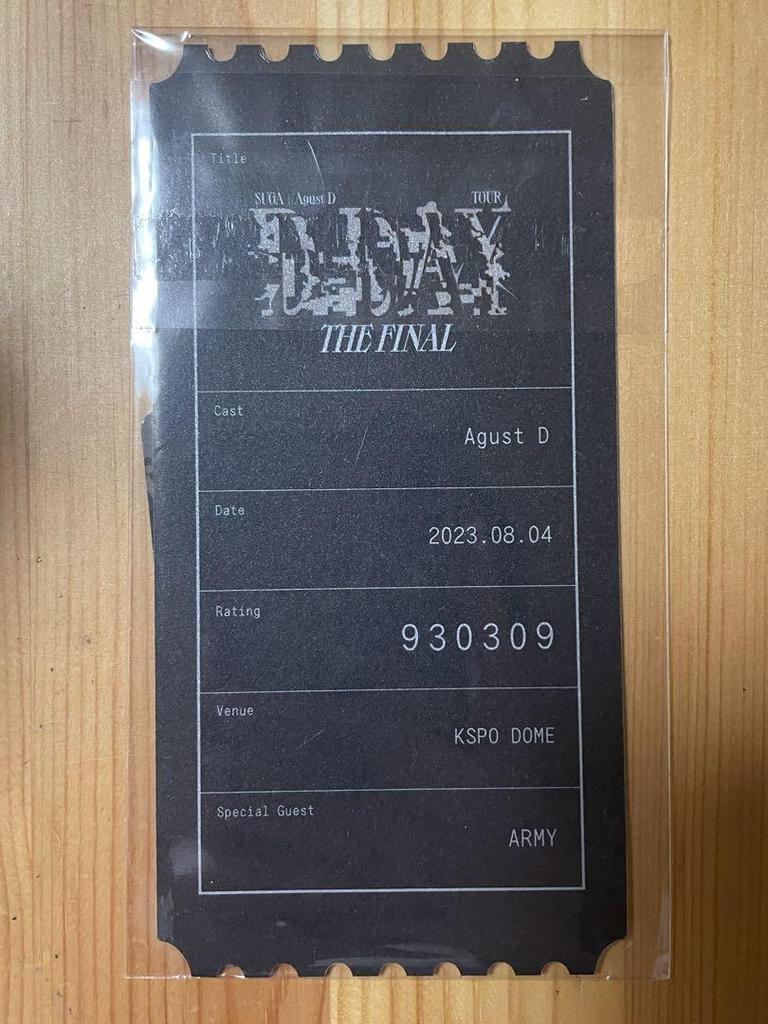 Title
SUGA | Agust D TOUR
D-DAY
THE FINAL
Cast
Agust D
Date
2023.08.04
Rating
930309
Venue
KSPO DOME
Special Guest
ARMY